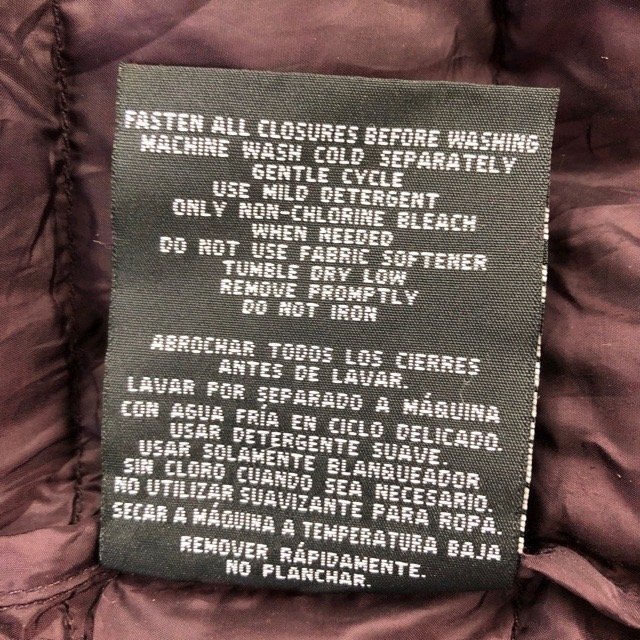 FASTEN ALL CLOSURES BEFORE WASHING
MACHINE WASH COLD SEPARATELY
GENTLE CYCLE
USE MILD DETERGENT
ONLY NON-CHLORINE BLEACH
WHEN NEEDED
DO NOT USE FABRIC SOFTENER
TUMBLE DRY LOW
REMOVE PROMPTLY
DO NOT IRON
ABROCHAR TODOS LOS CIERRES
ANTES DE LAVAR.
LAVAR POR SEPARADO A MÁQUINA
CON AGUA FRÍA EN CICLO DELICADO.
USAR DETERGENTE SUAVE.
USAR SOLAMENTE BLANQUEADOR
SIN CLORO CUÁNDO SEA NECESARIO.
NO UTILIZAR SUAVIZANTE PARA ROPA.
SECAR A MÁQUINA A TEMPERATURA BAJA
REMOVER RÁPIDAMENTE.
NO PLANCHAR.